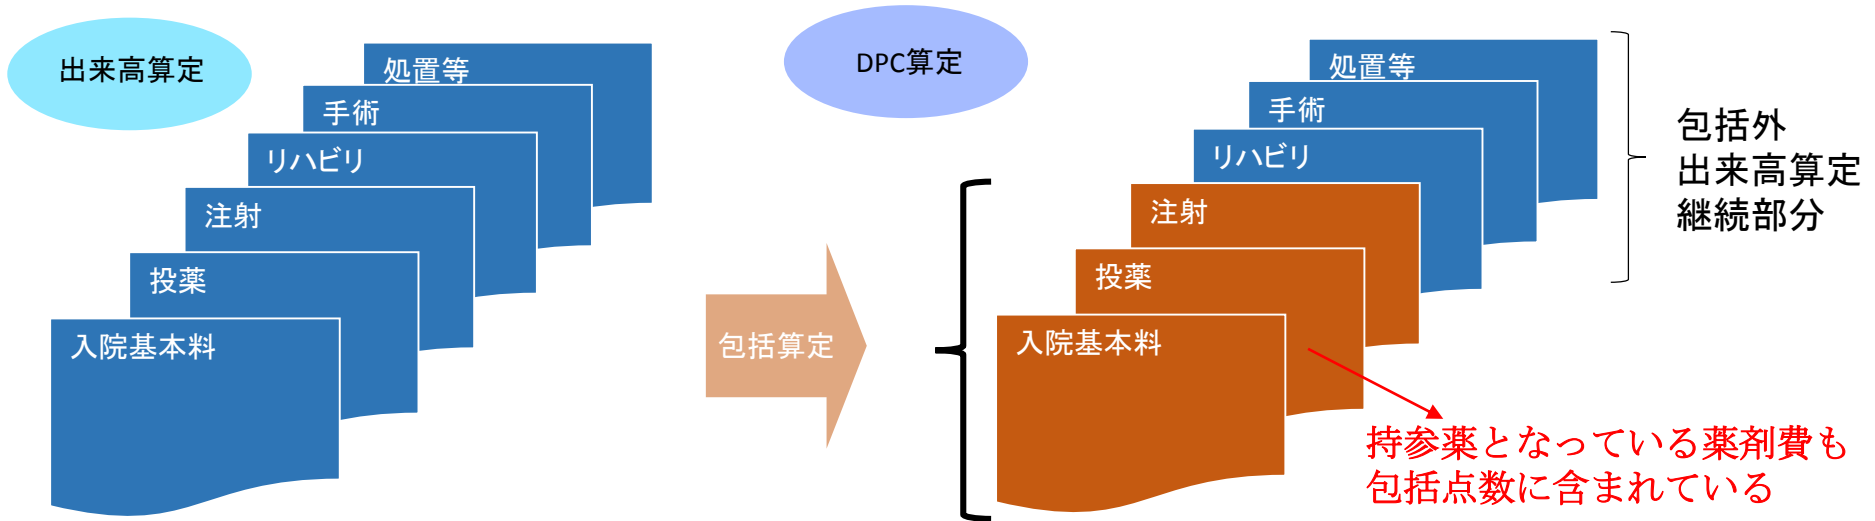 出来高算定
処置等
手術
リハビリ
注射
投薬
入院基本料
包括算定
DPC算定
処置等
手術
リハビリ
注射
投薬
入院基本料
包括外
出来高算定
継続部分
持参薬となっている薬剤費も
包括点数に含まれている